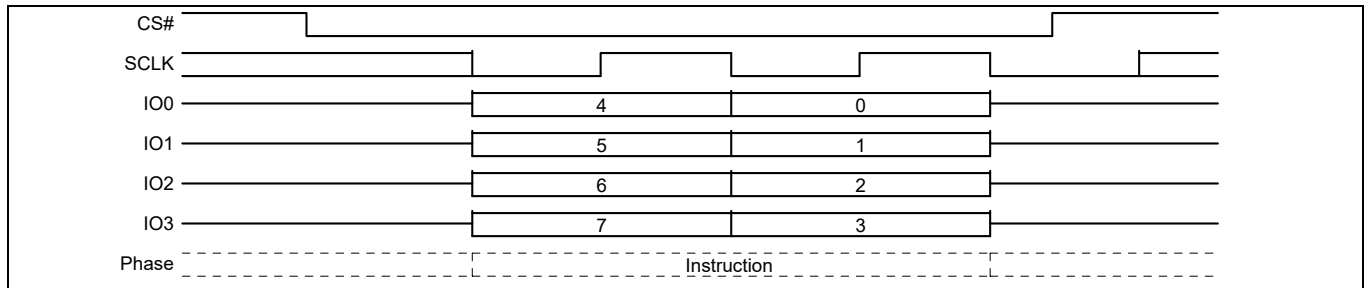 CS#
SCLK
IO0 4 0
IO1 5 1
IO2 6 2
IO3 7 3
Phase Instruction